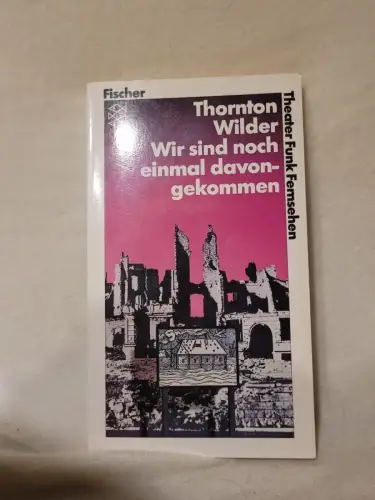 Fischer
Thornton
Wilder
Wir sind noch
einmal davon-
gekommen
Theater Funk Fernsehen